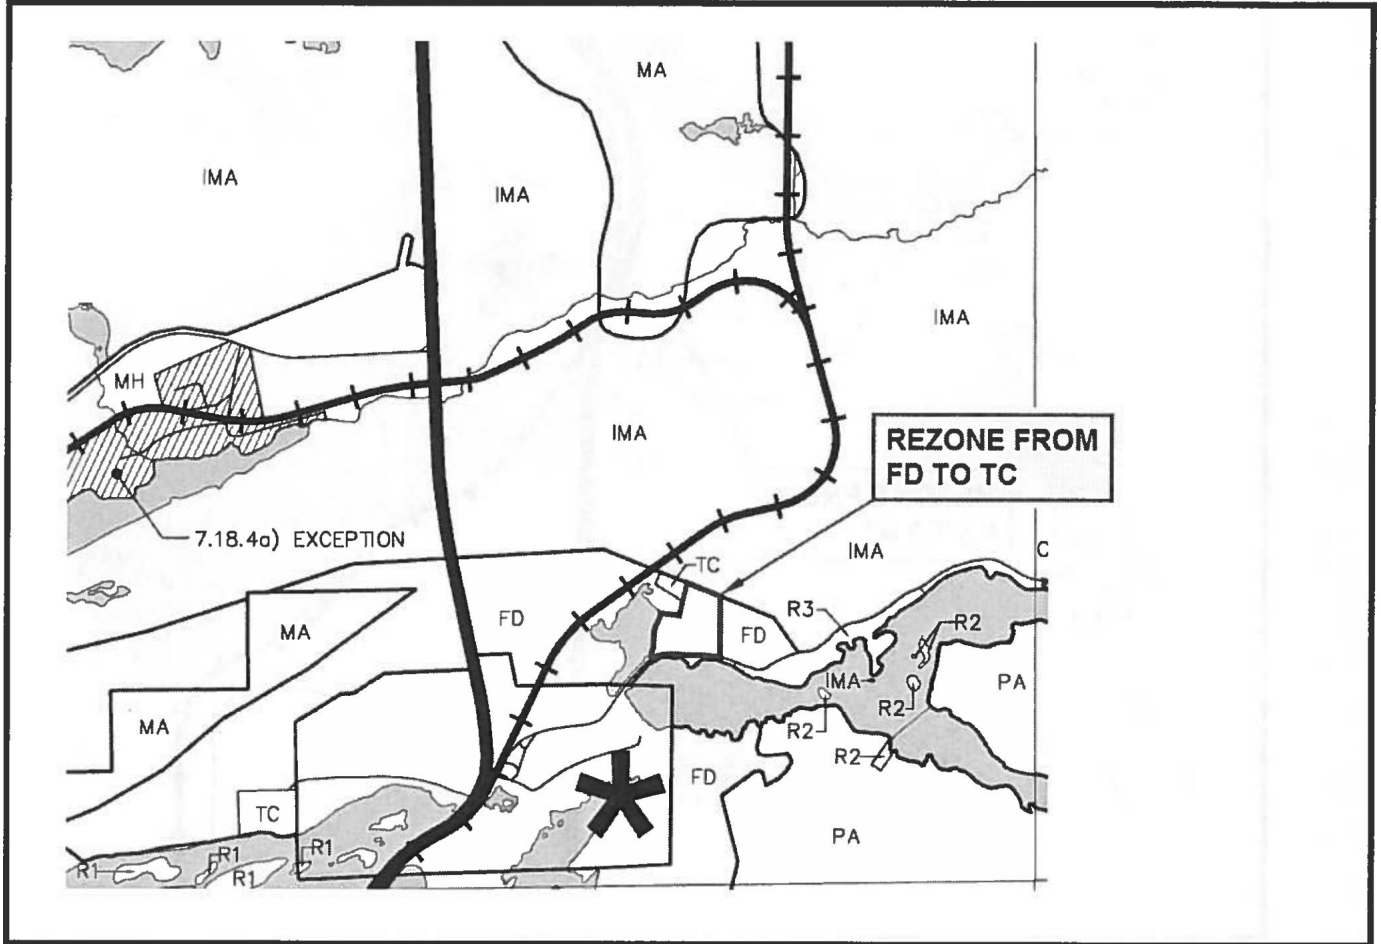 MA
IMA
IMA
IMA
MH
IMA
REZONE FROM
FD TO TC
7.18.4a) EXCEPTION
IMA
TC
FD
MA
R3
FD
R2
IMA
PA
R2
MA
R2
R2
FD
TC
PA
R1
R1
R1
R1